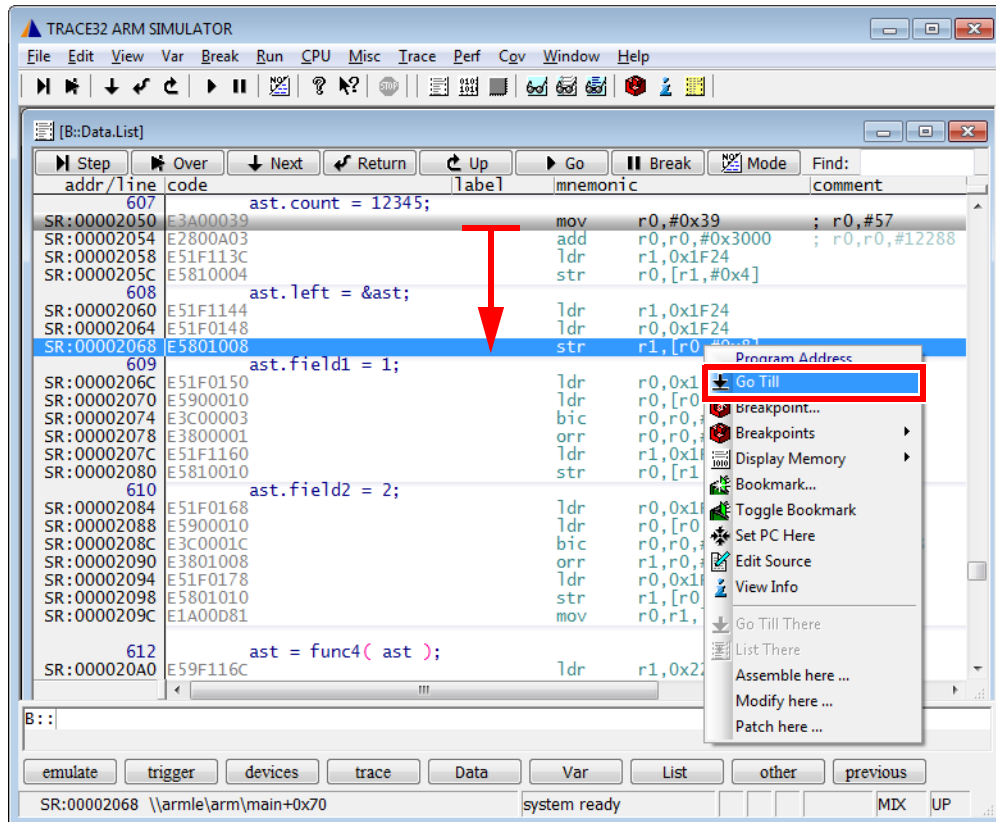 TRACE32 ARM SIMULATOR
File Edit View Var Break Run CPU Misc Trace Perf Cov Window Help
[B::Data.List]
Step Over Next Return Up Go Break Mode Find:
addr/line code label mnemonic comment
607 ast.count = 12345;
SR:00002050 E3A00039 mov r0,#0x39 ; r0,#57
SR:00002054 E2800A03 add r0,r0,#0x3000 ; r0,r0,#12288
SR:00002058 E51F113C ldr r1,0x1F24
SR:0000205C E5810004 str r0,[r1,#0x4]
608 ast.left = &ast;
SR:00002060 E51F1144 ldr r1,0x1F24
SR:00002064 E51F0148 ldr r0,0x1F24
SR:00002068 E5801008 str r1,[r0,#0x8]
609 ast.field1 = 1;
SR:0000206C E51F0150 ldr r0,0x1
SR:00002070 E5900010 ldr r0,[r0
SR:00002074 E3C00003 bic r0,r0,
SR:00002078 E3800001 orr r0,r0,
SR:0000207C E51F1160 ldr r1,0x1F
SR:00002080 E5810010 str r0,[r1
610 ast.field2 = 2;
SR:00002084 E51F0168 ldr r0,0x1F
SR:00002088 E5900010 ldr r0,[r0
SR:0000208C E3C0001C bic r0,r0,
SR:00002090 E3801008 orr r1,r0,
SR:00002094 E51F0178 ldr r0,0x1F
SR:00002098 E5801010 str r1,[r0
SR:0000209C E1A00D81 mov r0,r1,
612 ast = func4( ast );
SR:000020A0 E59F116C ldr r1,0x22
Program Address
Go Till
Breakpoint...
Breakpoints
Display Memory
Bookmark...
Toggle Bookmark
Set PC Here
Edit Source
View Info
Go Till There
List There
Assemble here ...
Modify here ...
Patch here ...
B::
emulate trigger devices trace Data Var List other previous
SR:00002068 \\armle\arm\main+0x70 system ready MIX UP